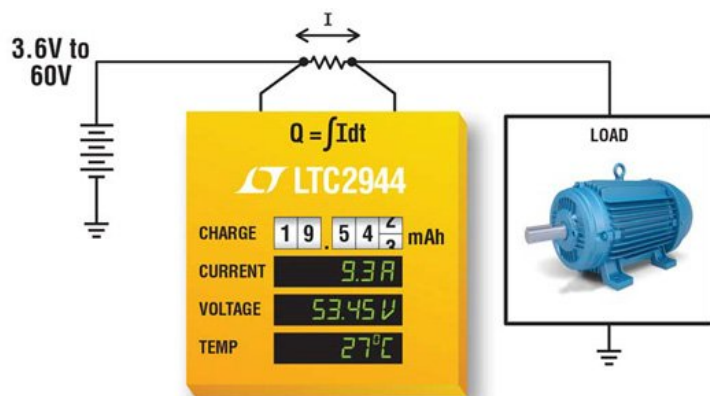 I
3.6V to
60V
Q = ∫Idt
LTC2944
LOAD
CHARGE 19.54 mAh
CURRENT 9.3A
VOLTAGE 53.45V
TEMP 27°C